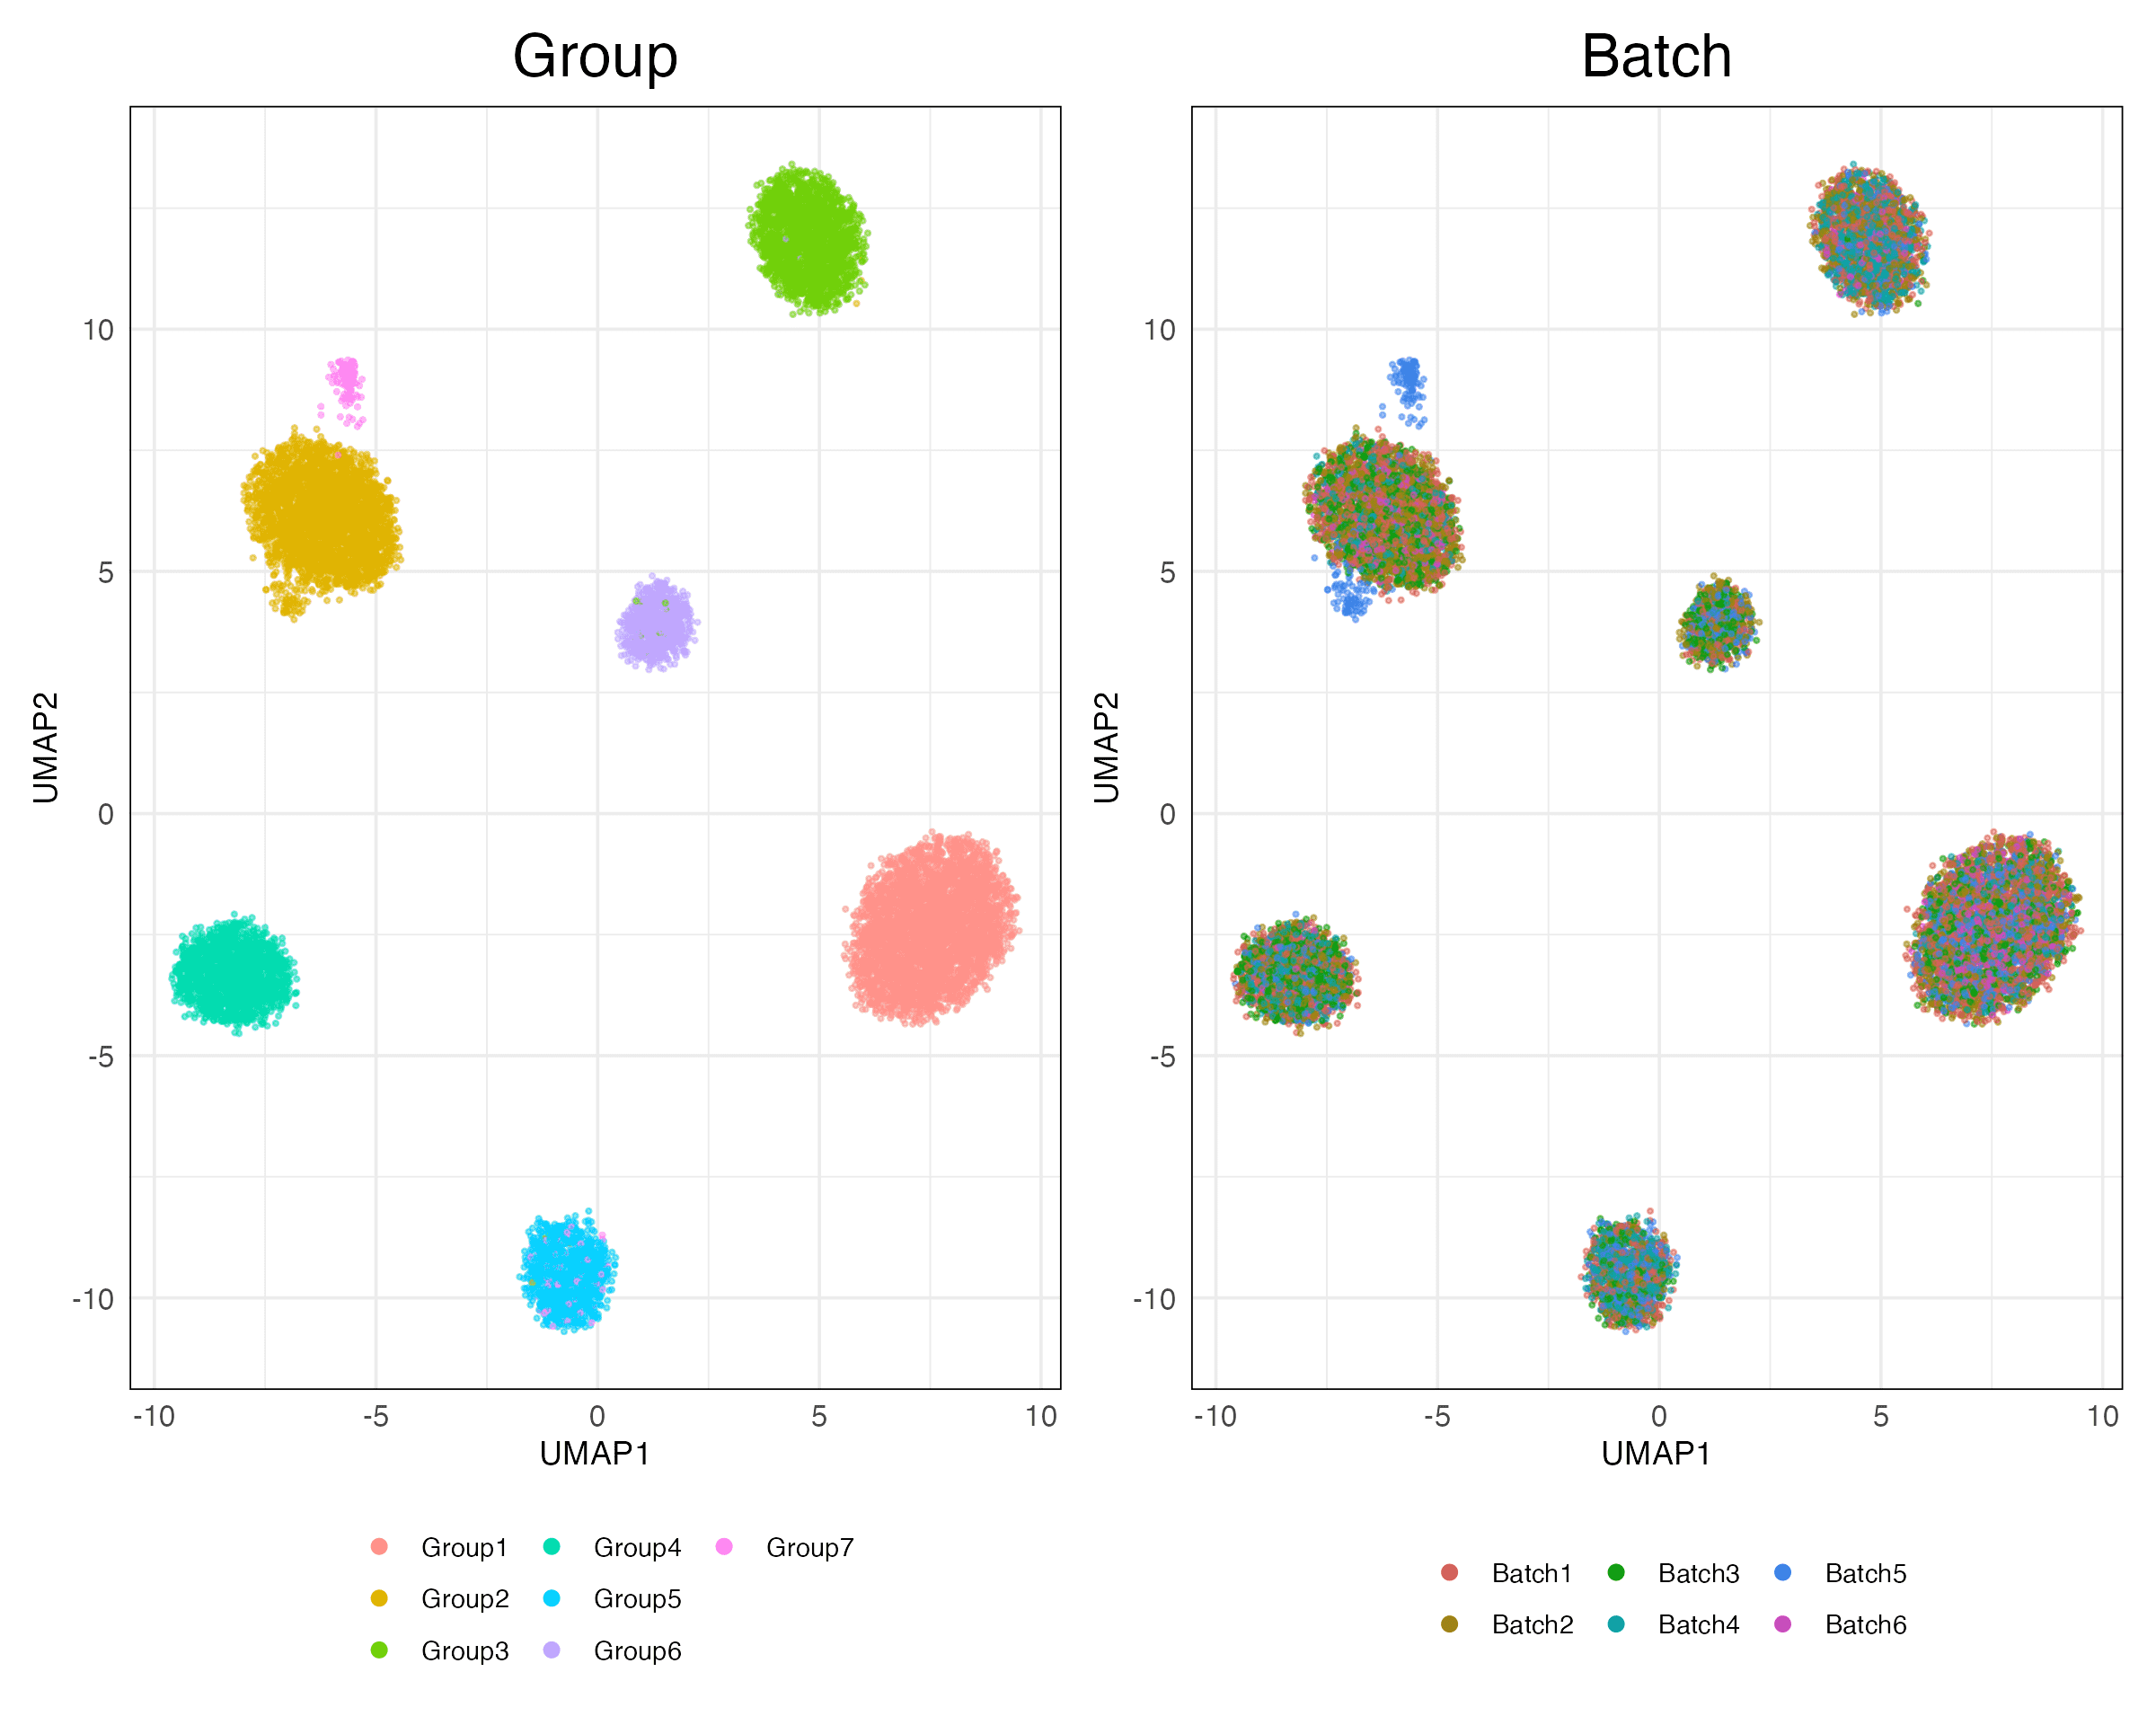 Group
Batch
10
5
0
-5
-10
UMAP2
-10 -5 0 5 10
UMAP1
10
5
0
-5
-10
UMAP2
-10 -5 0 5 10
UMAP1
Group1 Group4 Group7
Group2 Group5
Group3 Group6
Batch1 Batch3 Batch5
Batch2 Batch4 Batch6